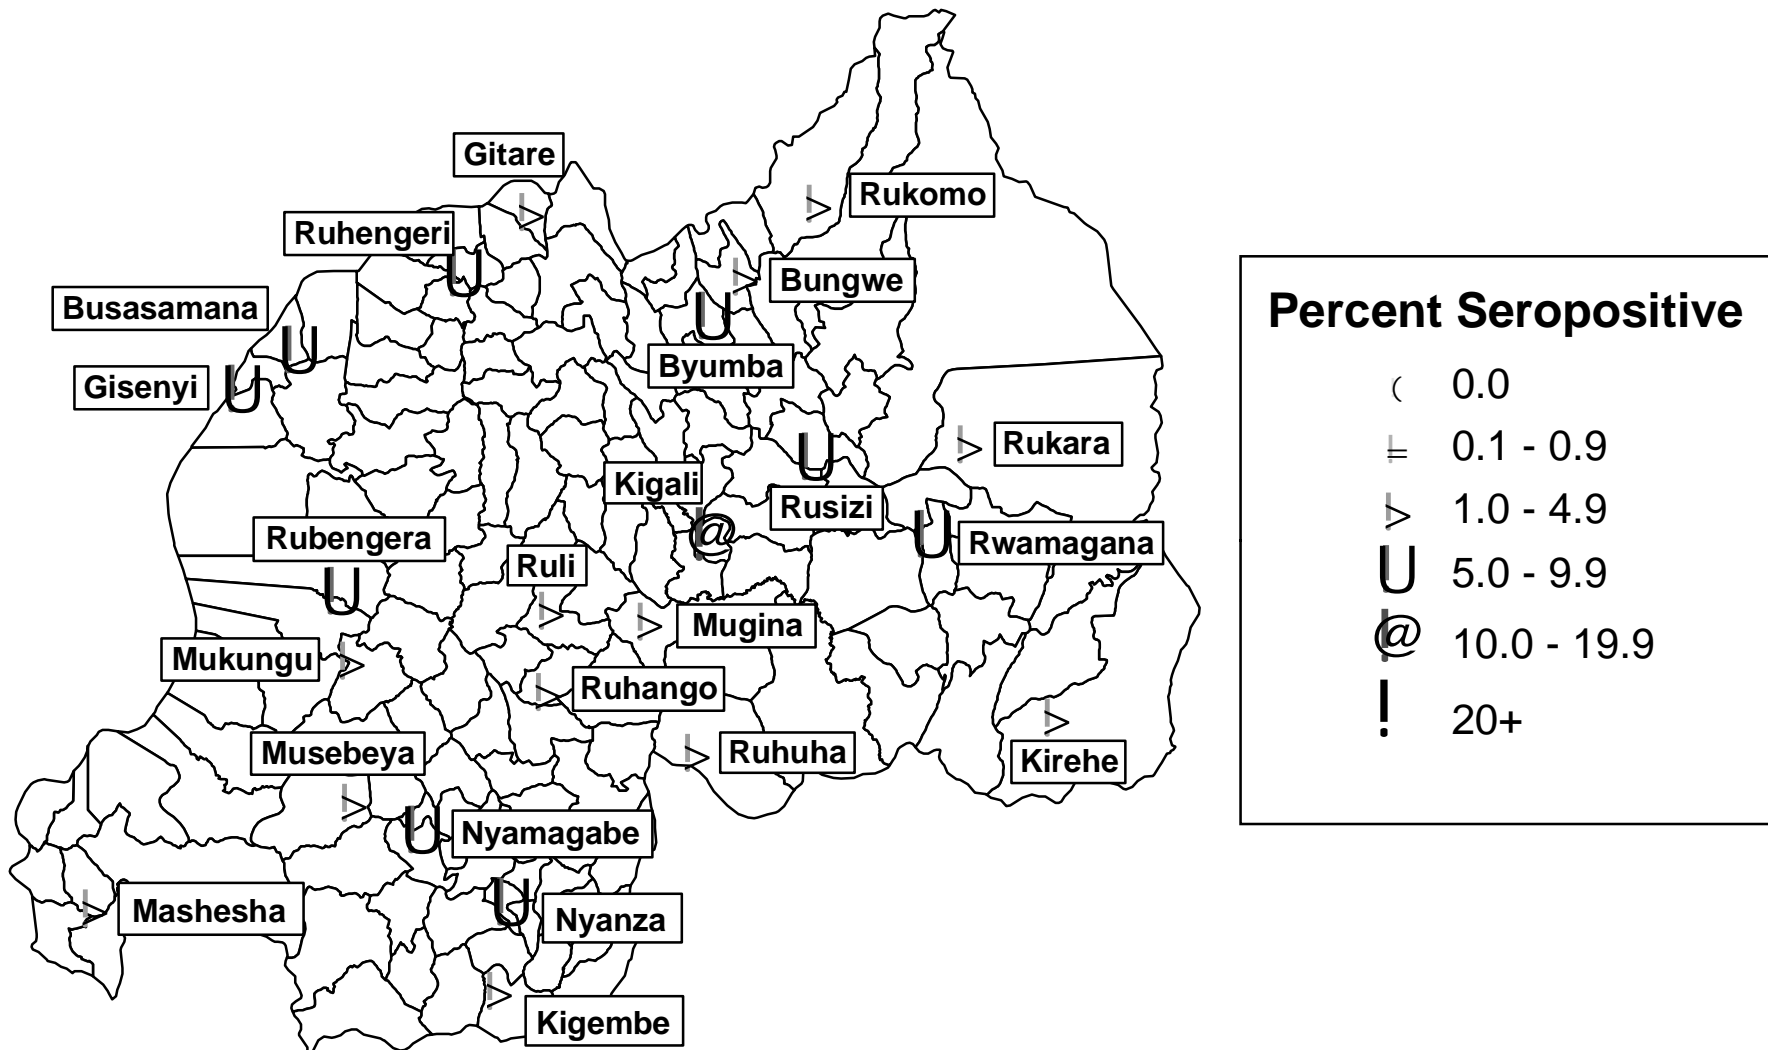 Gitare
Rukomo
Ruhengeri
Bungwe
Busasamana
Byumba
Gisenyi
Rukara
Kigali
Rusizi
Rubengera
Rwamagana
Ruli
Mugina
Mukungu
Ruhango
Musebeya
Ruhuha
Kirehe
Nyamagabe
Mashesha
Nyanza
Kigembe
U
U
U
U
U
@
U
U
U
U
>
>
>
>
>
>
>
>
>
>
>
>
>
Percent Seropositive
( 0.0
= 0.1 - 0.9
> 1.0 - 4.9
U 5.0 - 9.9
@ 10.0 - 19.9
! 20+